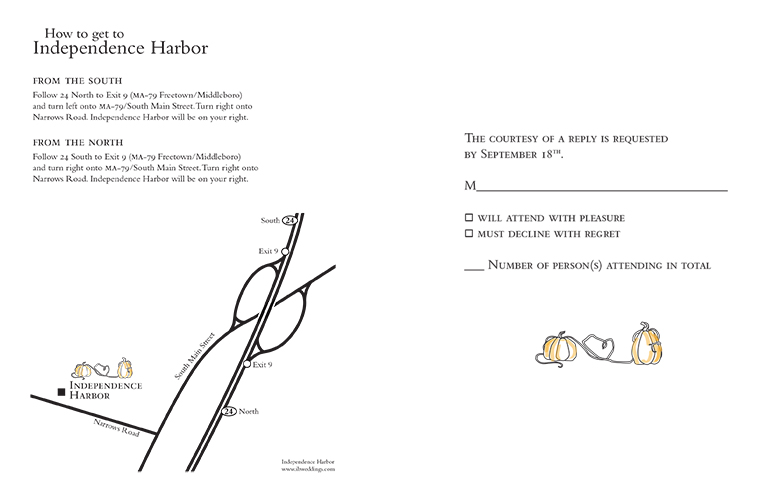 How to get to
Independence Harbor
FROM THE SOUTH
Follow 24 North to Exit 9 (MA-79 Freetown/Middleboro)
and turn left onto MA-79/South Main Street. Turn right onto
Narrows Road. Independence Harbor will be on your right.
FROM THE NORTH
Follow 24 South to Exit 9 (MA-79 Freetown/Middleboro)
and turn right onto MA-79/South Main Street. Turn right onto
Narrows Road. Independence Harbor will be on your right.
South 24
Exit 9
South Main Street
Exit 9
INDEPENDENCE
HARBOR
24 North
Narrows Road
Independence Harbor
www.ibweddings.com
THE COURTESY OF A REPLY IS REQUESTED
BY SEPTEMBER 18TH.
M
WILL ATTEND WITH PLEASURE
MUST DECLINE WITH REGRET
___ NUMBER OF PERSON(S) ATTENDING IN TOTAL